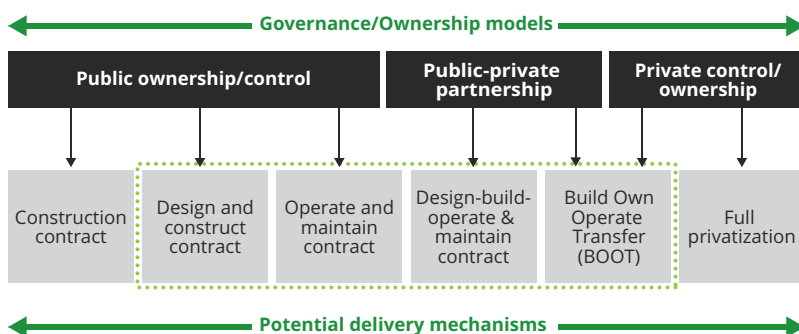 Governance/Ownership models
Public ownership/control
Public-private
partnership
Private control/
ownership
Construction
contract
Design and
construct
contract
Operate and
maintain
contract
Design-build-
operate &
maintain
contract
Build Own
Operate
Transfer
(BOOT)
Full
privatization
Potential delivery mechanisms